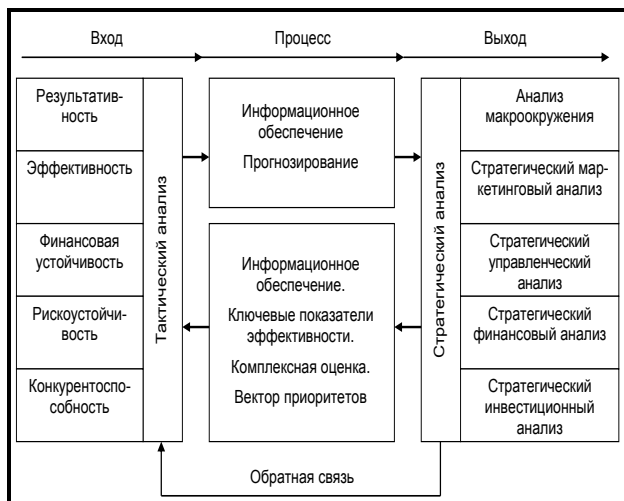 Вход
Процесс
Выход
Результатив-
ность
Эффективность
Финансовая
устойчивость
Рискоустойчи-
вость
Конкурентоспо-
собность
Тактический анализ
Информационное
обеспечение
Прогнозирование
Информационное
обеспечение.
Ключевые показатели
эффективности.
Комплексная оценка.
Вектор приоритетов
Стратегический анализ
Анализ
макроокружения
Стратегический мар-
кетинговый анализ
Стратегический
управленческий
анализ
Стратегический
финансовый анализ
Стратегический
инвестиционный
анализ
Обратная связь